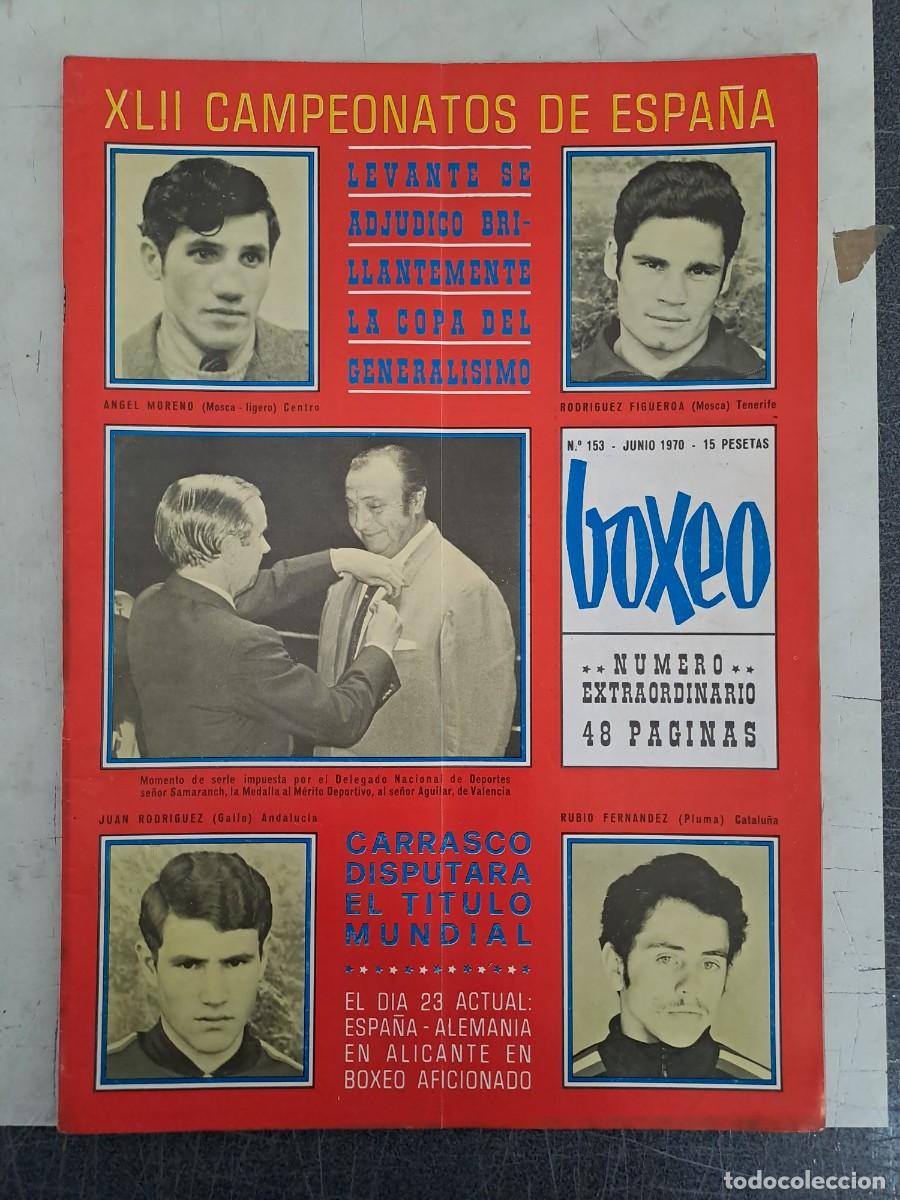 XLII CAMPEONATOS DE ESPAÑA
LEVANTE SE
ADJUDICO BRI-
LLANTEMENTE
LA COPA DEL
GENERALISIMO
ANGEL MORENO (Mosca - ligero) Centro
RODRIGUEZ FIGUEROA (Mosca) Tenerife
N.º 153 - JUNIO 1970 - 15 PESETAS
boxeo
NUMERO
EXTRAORDINARIO
48 PAGINAS
Momento de serle impuesta por el Delegado Nacional de Deportes
señor Samaranch, la Medalla al Mérito Deportivo, al señor Aguilar, de Valencia
JUAN RODRIGUEZ (Gallo) Andalucia
RUBIO FERNANDEZ (Pluma) Cataluña
CARRASCO
DISPUTARA
EL TITULO
MUNDIAL
EL DIA 23 ACTUAL:
ESPAÑA - ALEMANIA
EN ALICANTE EN
BOXEO AFICIONADO
todocoleccion